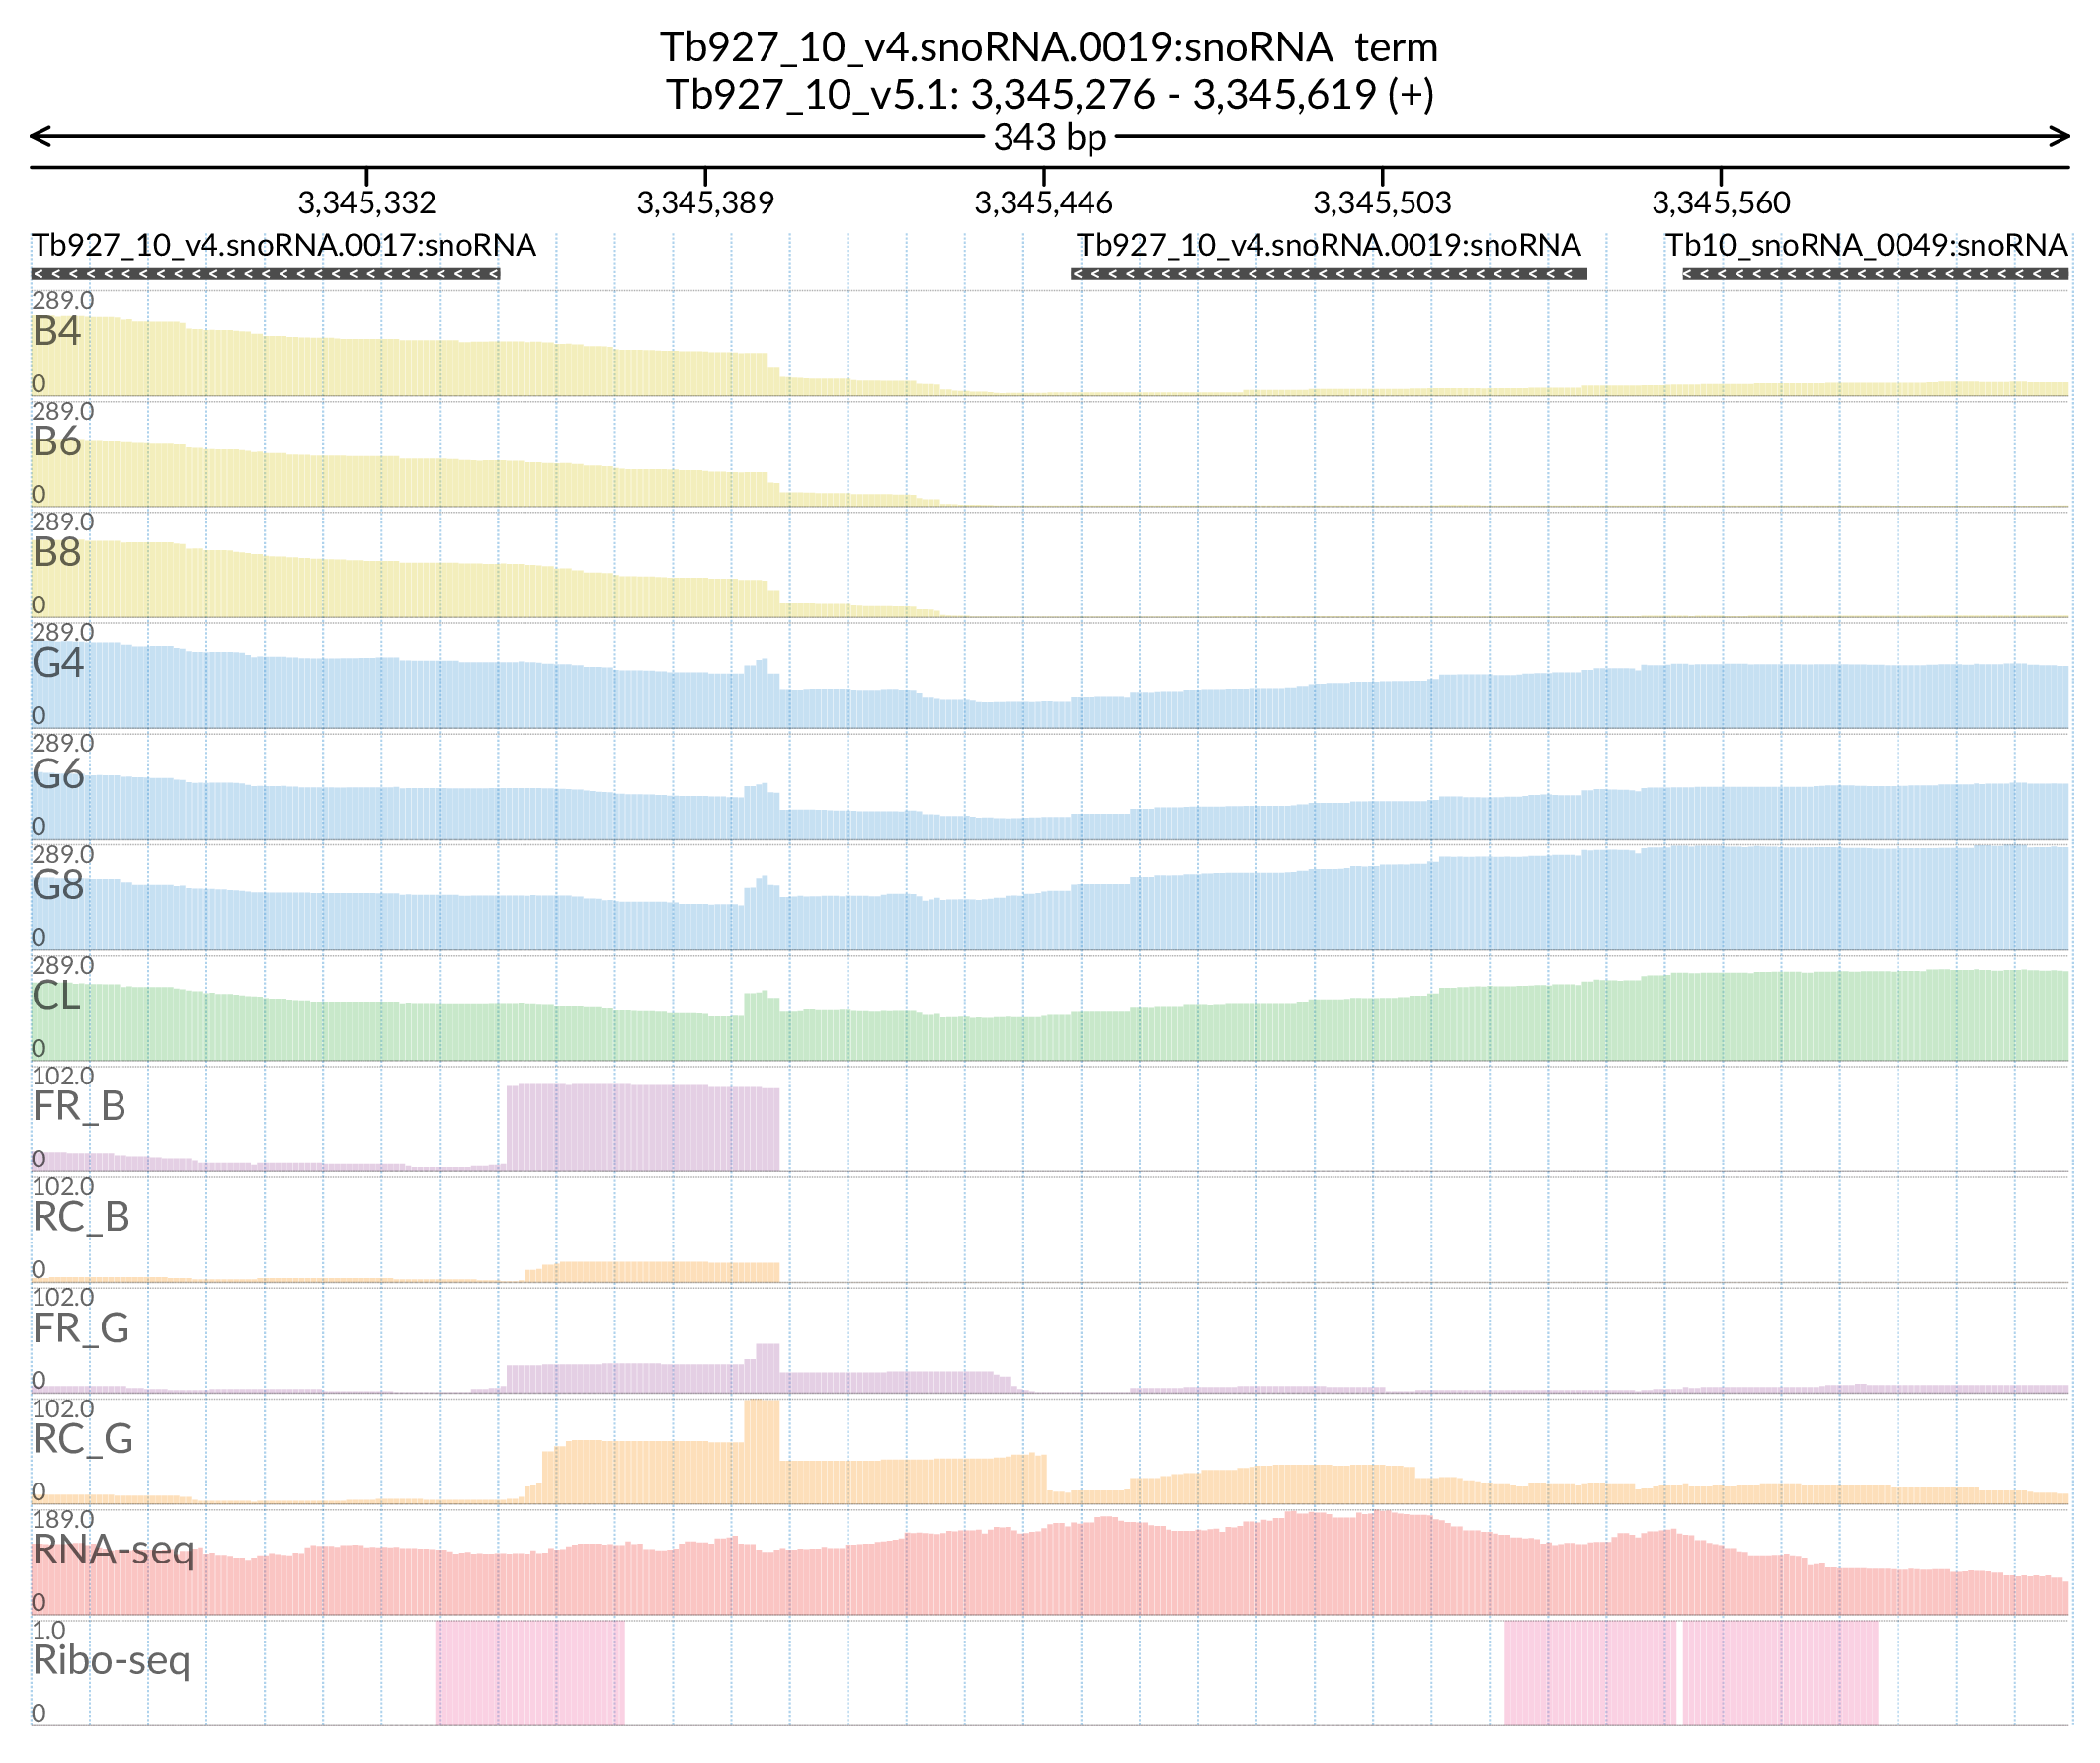 Tb927_10_v4.snoRNA.0019:snoRNA term
Tb927_10_v5.1: 3,345,276 - 3,345,619 (+)
343 bp
3,345,332 3,345,389 3,345,446 3,345,503 3,345,560
Tb927_10_v4.snoRNA.0017:snoRNA Tb927_10_v4.snoRNA.0019:snoRNA Tb10_snoRNA_0049:snoRNA
289.0
B4
0
289.0
B6
0
289.0
B8
0
289.0
G4
0
289.0
G6
0
289.0
G8
0
289.0
CL
0
102.0
FR_B
0
102.0
RC_B
0
102.0
FR_G
0
102.0
RC_G
0
189.0
RNA-seq
0
1.0
Ribo-seq
0